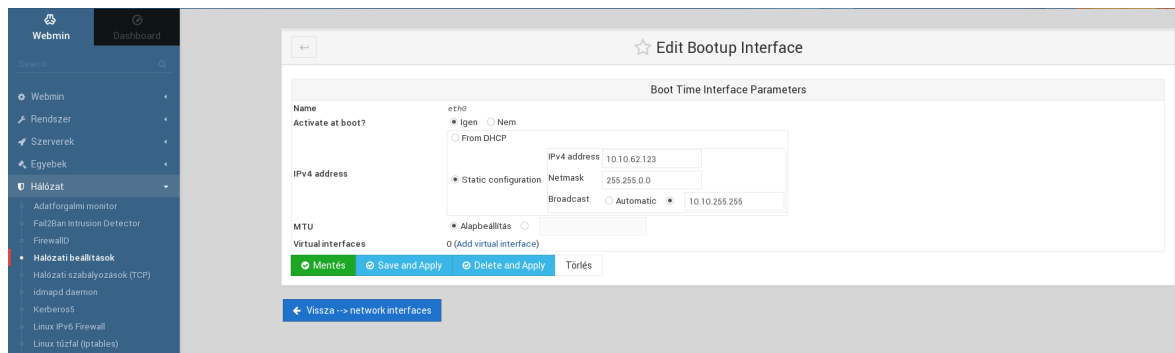 Webmin
Dashboard
Search
Webmin
Rendszer
Szerverek
Egyebek
Hálózat
Adatforgalmi monitor
Fail2Ban Intrusion Detector
FirewallD
Hálózati beállítások
Hálózati szabályozások (TCP)
idmapd daemon
Kerberos5
Linux IPv6 Firewall
Linux tűzfal (Iptables)
Edit Bootup Interface
Boot Time Interface Parameters
Name eth0
Activate at boot? Igen Nem
IPv4 address
From DHCP
Static configuration
IPv4 address 10.10.62.123
Netmask 255.255.0.0
Broadcast Automatic 10.10.255.255
MTU Alapbeállítás
Virtual interfaces 0 (Add virtual interface)
Mentés Save and Apply Delete and Apply Törlés
Vissza --> network interfaces